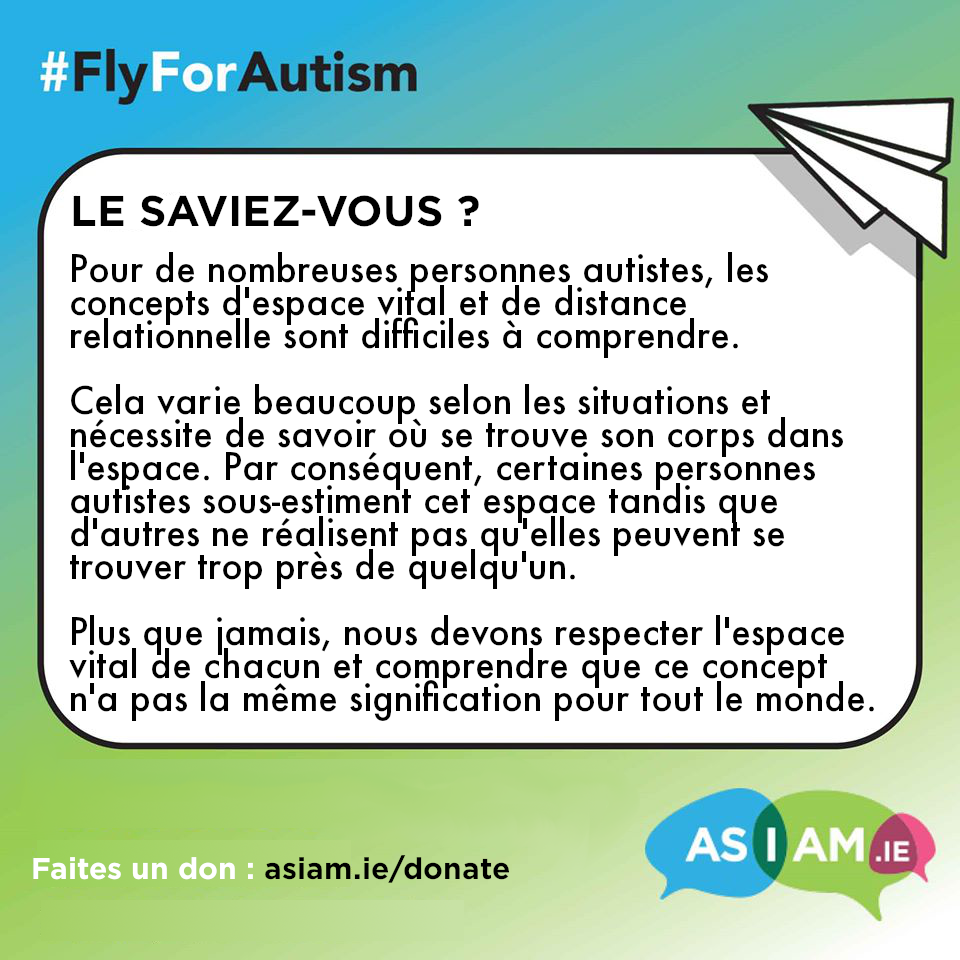 #FlyForAutism
LE SAVIEZ-VOUS ?
Pour de nombreuses personnes autistes, les
concepts d'espace vital et de distance
relationnelle sont difficiles à comprendre.
Cela varie beaucoup selon les situations et
nécessite de savoir où se trouve son corps dans
l'espace. Par conséquent, certaines personnes
autistes sous-estiment cet espace tandis que
d'autres ne réalisent pas qu'elles peuvent se
trouver trop près de quelqu'un.
Plus que jamais, nous devons respecter l'espace
vital de chacun et comprendre que ce concept
n'a pas la même signification pour tout le monde.
Faites un don : asiam.ie/donate
AS I AM.IE